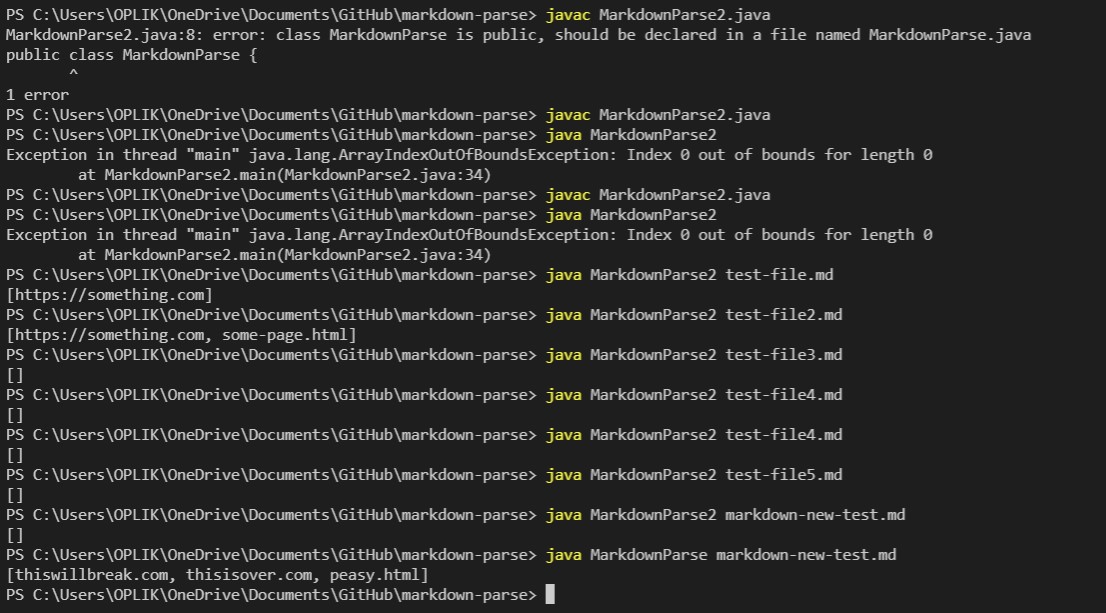 PS C:\Users\OPLIK\OneDrive\Documents\GitHub\markdown-parse> javac MarkdownParse2.java
MarkdownParse2.java:8: error: class MarkdownParse is public, should be declared in a file named MarkdownParse.java
public class MarkdownParse {
       ^
1 error
PS C:\Users\OPLIK\OneDrive\Documents\GitHub\markdown-parse> javac MarkdownParse2.java
PS C:\Users\OPLIK\OneDrive\Documents\GitHub\markdown-parse> java MarkdownParse2
Exception in thread "main" java.lang.ArrayIndexOutOfBoundsException: Index 0 out of bounds for length 0
        at MarkdownParse2.main(MarkdownParse2.java:34)
PS C:\Users\OPLIK\OneDrive\Documents\GitHub\markdown-parse> javac MarkdownParse2.java
PS C:\Users\OPLIK\OneDrive\Documents\GitHub\markdown-parse> java MarkdownParse2
Exception in thread "main" java.lang.ArrayIndexOutOfBoundsException: Index 0 out of bounds for length 0
        at MarkdownParse2.main(MarkdownParse2.java:34)
PS C:\Users\OPLIK\OneDrive\Documents\GitHub\markdown-parse> java MarkdownParse2 test-file.md
[https://something.com]
PS C:\Users\OPLIK\OneDrive\Documents\GitHub\markdown-parse> java MarkdownParse2 test-file2.md
[https://something.com, some-page.html]
PS C:\Users\OPLIK\OneDrive\Documents\GitHub\markdown-parse> java MarkdownParse2 test-file3.md
[]
PS C:\Users\OPLIK\OneDrive\Documents\GitHub\markdown-parse> java MarkdownParse2 test-file4.md
[]
PS C:\Users\OPLIK\OneDrive\Documents\GitHub\markdown-parse> java MarkdownParse2 test-file4.md
[]
PS C:\Users\OPLIK\OneDrive\Documents\GitHub\markdown-parse> java MarkdownParse2 test-file5.md
[]
PS C:\Users\OPLIK\OneDrive\Documents\GitHub\markdown-parse> java MarkdownParse2 markdown-new-test.md
[]
PS C:\Users\OPLIK\OneDrive\Documents\GitHub\markdown-parse> java MarkdownParse markdown-new-test.md
[thiswillbreak.com, thisisover.com, peasy.html]
PS C:\Users\OPLIK\OneDrive\Documents\GitHub\markdown-parse>